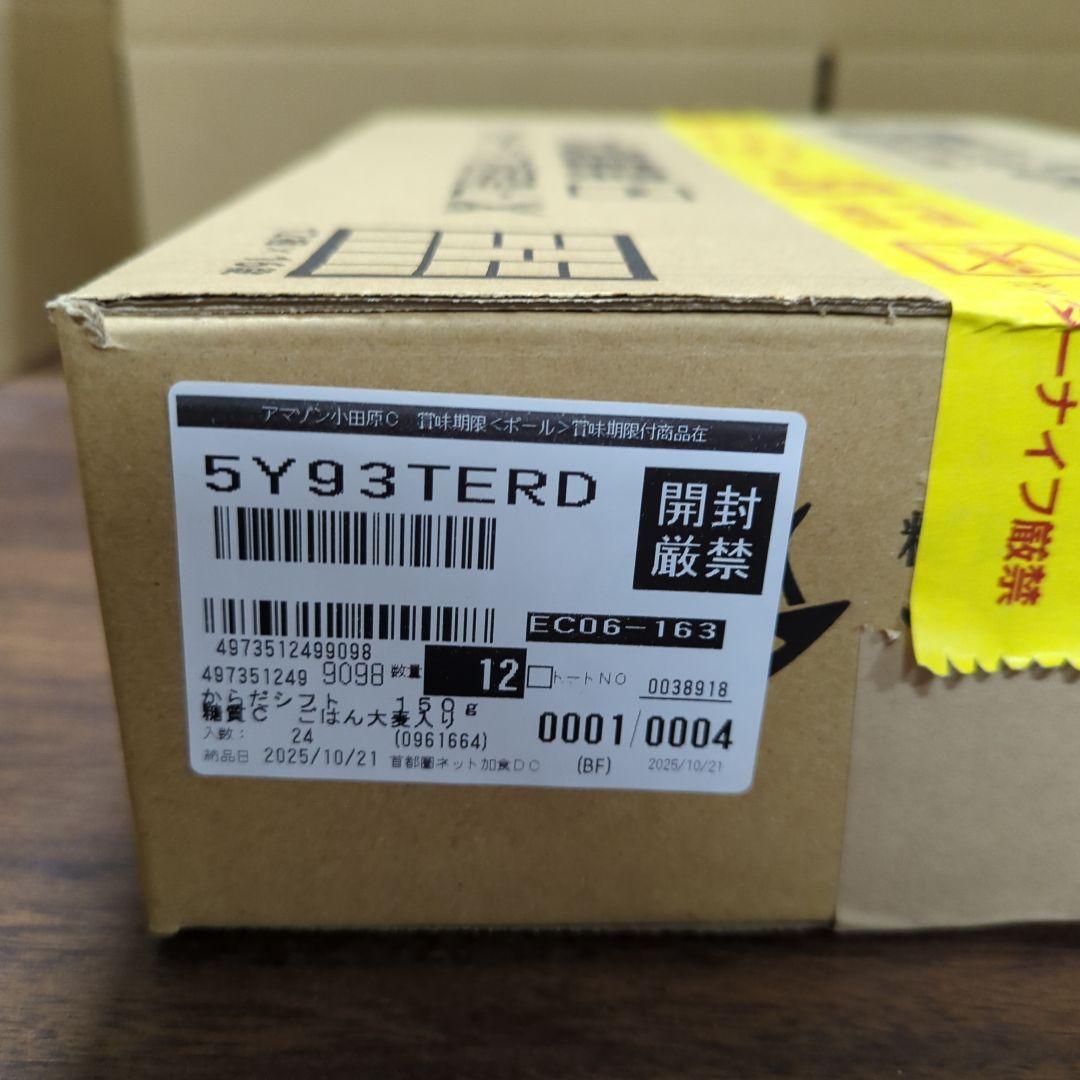 アマゾン小田原C 賞味期限<ボール>賞味期限付商品在
5Y93TERD
開封
厳禁
EC06-163
4973512499098
497351249 9098 数量 12 □トートNO 0038918
からだシフト 150g
糖質C ごはん大麦入り
0001/0004
入数: 24 (0961664)
納品日 2025/10/21 首都圏ネット加食DC (BF) 2025/10/21
ーナイフ厳禁